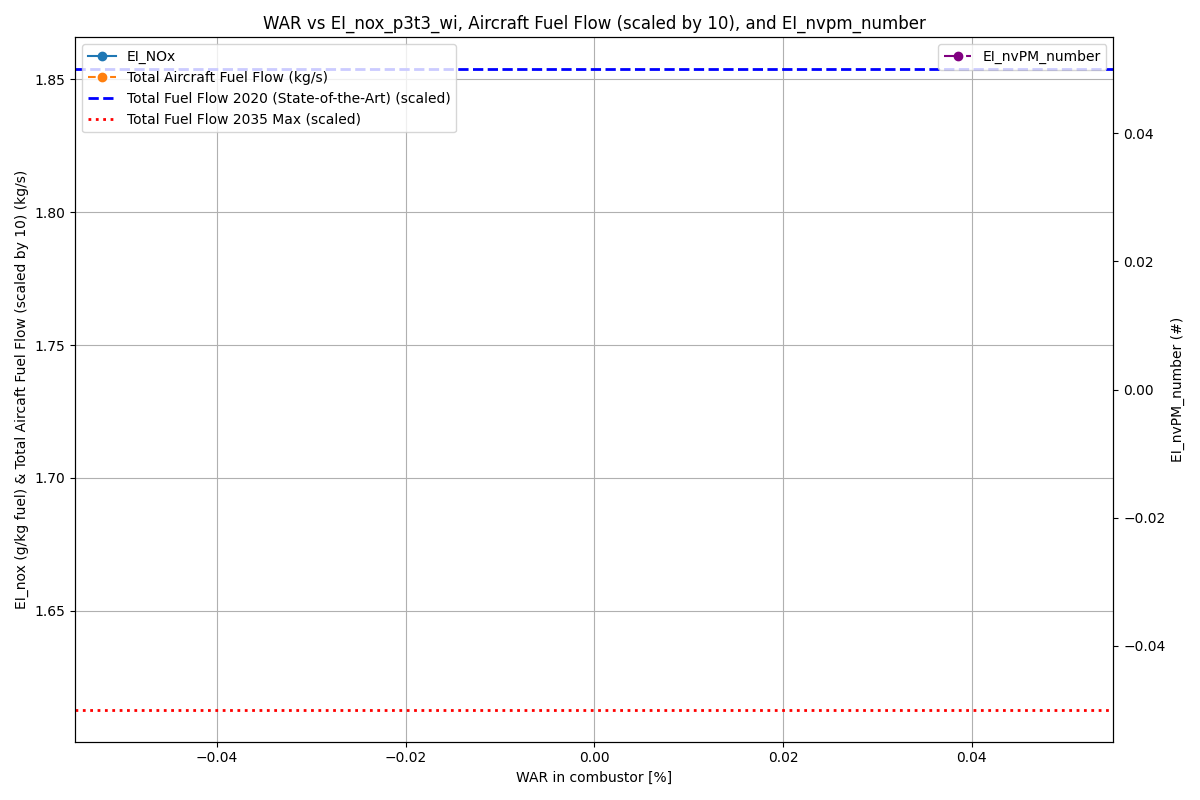 WAR vs EI_nox_p3t3_wi, Aircraft Fuel Flow (scaled by 10), and EI_nvpm_number
EI_NOx
Total Aircraft Fuel Flow (kg/s)
Total Fuel Flow 2020 (State-of-the-Art) (scaled)
Total Fuel Flow 2035 Max (scaled)
EI_nvPM_number
EI_nox (g/kg fuel) & Total Aircaft Fuel Flow (scaled by 10) (kg/s)
1.85
1.80
1.75
1.70
1.65
0.04
0.02
0.00
−0.02
−0.04
EI_nvPM_number (#)
−0.04
−0.02
0.00
0.02
0.04
WAR in combustor [%]